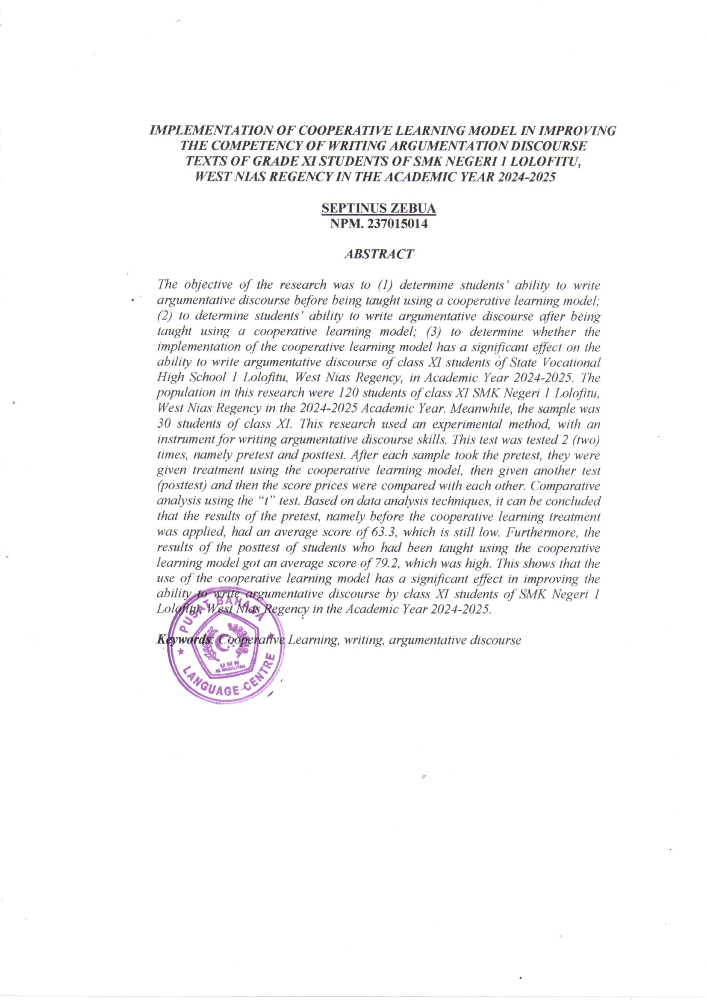 IMPLEMENTATION OF COOPERATIVE LEARNING MODEL IN IMPROVING
THE COMPETENCY OF WRITING ARGUMENTATION DISCOURSE
TEXTS OF GRADE XI STUDENTS OF SMK NEGERI 1 LOLOFITU,
WEST NIAS REGENCY IN THE ACADEMIC YEAR 2024-2025
SEPTINUS ZEBUA
NPM. 237015014
ABSTRACT
The objective of the research was to (1) determine students' ability to write
argumentative discourse before being taught using a cooperative learning model;
(2) to determine students' ability to write argumentative discourse after being
taught using a cooperative learning model; (3) to determine whether the
implementation of the cooperative learning model has a significant effect on the
ability to write argumentative discourse of class XI students of State Vocational
High School 1 Lolofitu, West Nias Regency, in Academic Year 2024-2025. The
population in this research were 120 students of class XI SMK Negeri 1 Lolofitu,
West Nias Regency in the 2024-2025 Academic Year. Meanwhile, the sample was
30 students of class XI. This research used an experimental method, with an
instrument for writing argumentative discourse skills. This test was tested 2 (two)
times, namely pretest and posttest. After each sample took the pretest, they were
given treatment using the cooperative learning model, then given another test
(posttest) and then the score prices were compared with each other. Comparative
analysis using the “t” test. Based on data analysis techniques, it can be concluded
that the results of the pretest, namely before the cooperative learning treatment
was applied, had an average score of 63.3, which is still low. Furthermore, the
results of the posttest of students who had been taught using the cooperative
learning model got an average score of 79.2, which was high. This shows that the
use of the cooperative learning model has a significant effect in improving the
ability to write argumentative discourse by class XI students of SMK Negeri 1
Lolofitu, West Nias Regency in the Academic Year 2024-2025.
Keywords: Cooperative Learning, writing, argumentative discourse
PUSAT BAHASA
UMN
AL WASHLIYAH
LANGUAGE CENTRE